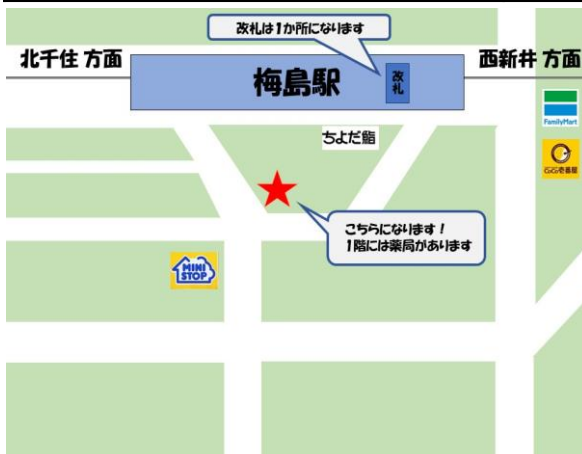 改札は1か所になります
北千住 方面
西新井 方面
梅島駅
改札
FamilyMart
ちよだ鮨
CoCo壱番屋
こちらになります！
1階には薬局があります
MINI
STOP